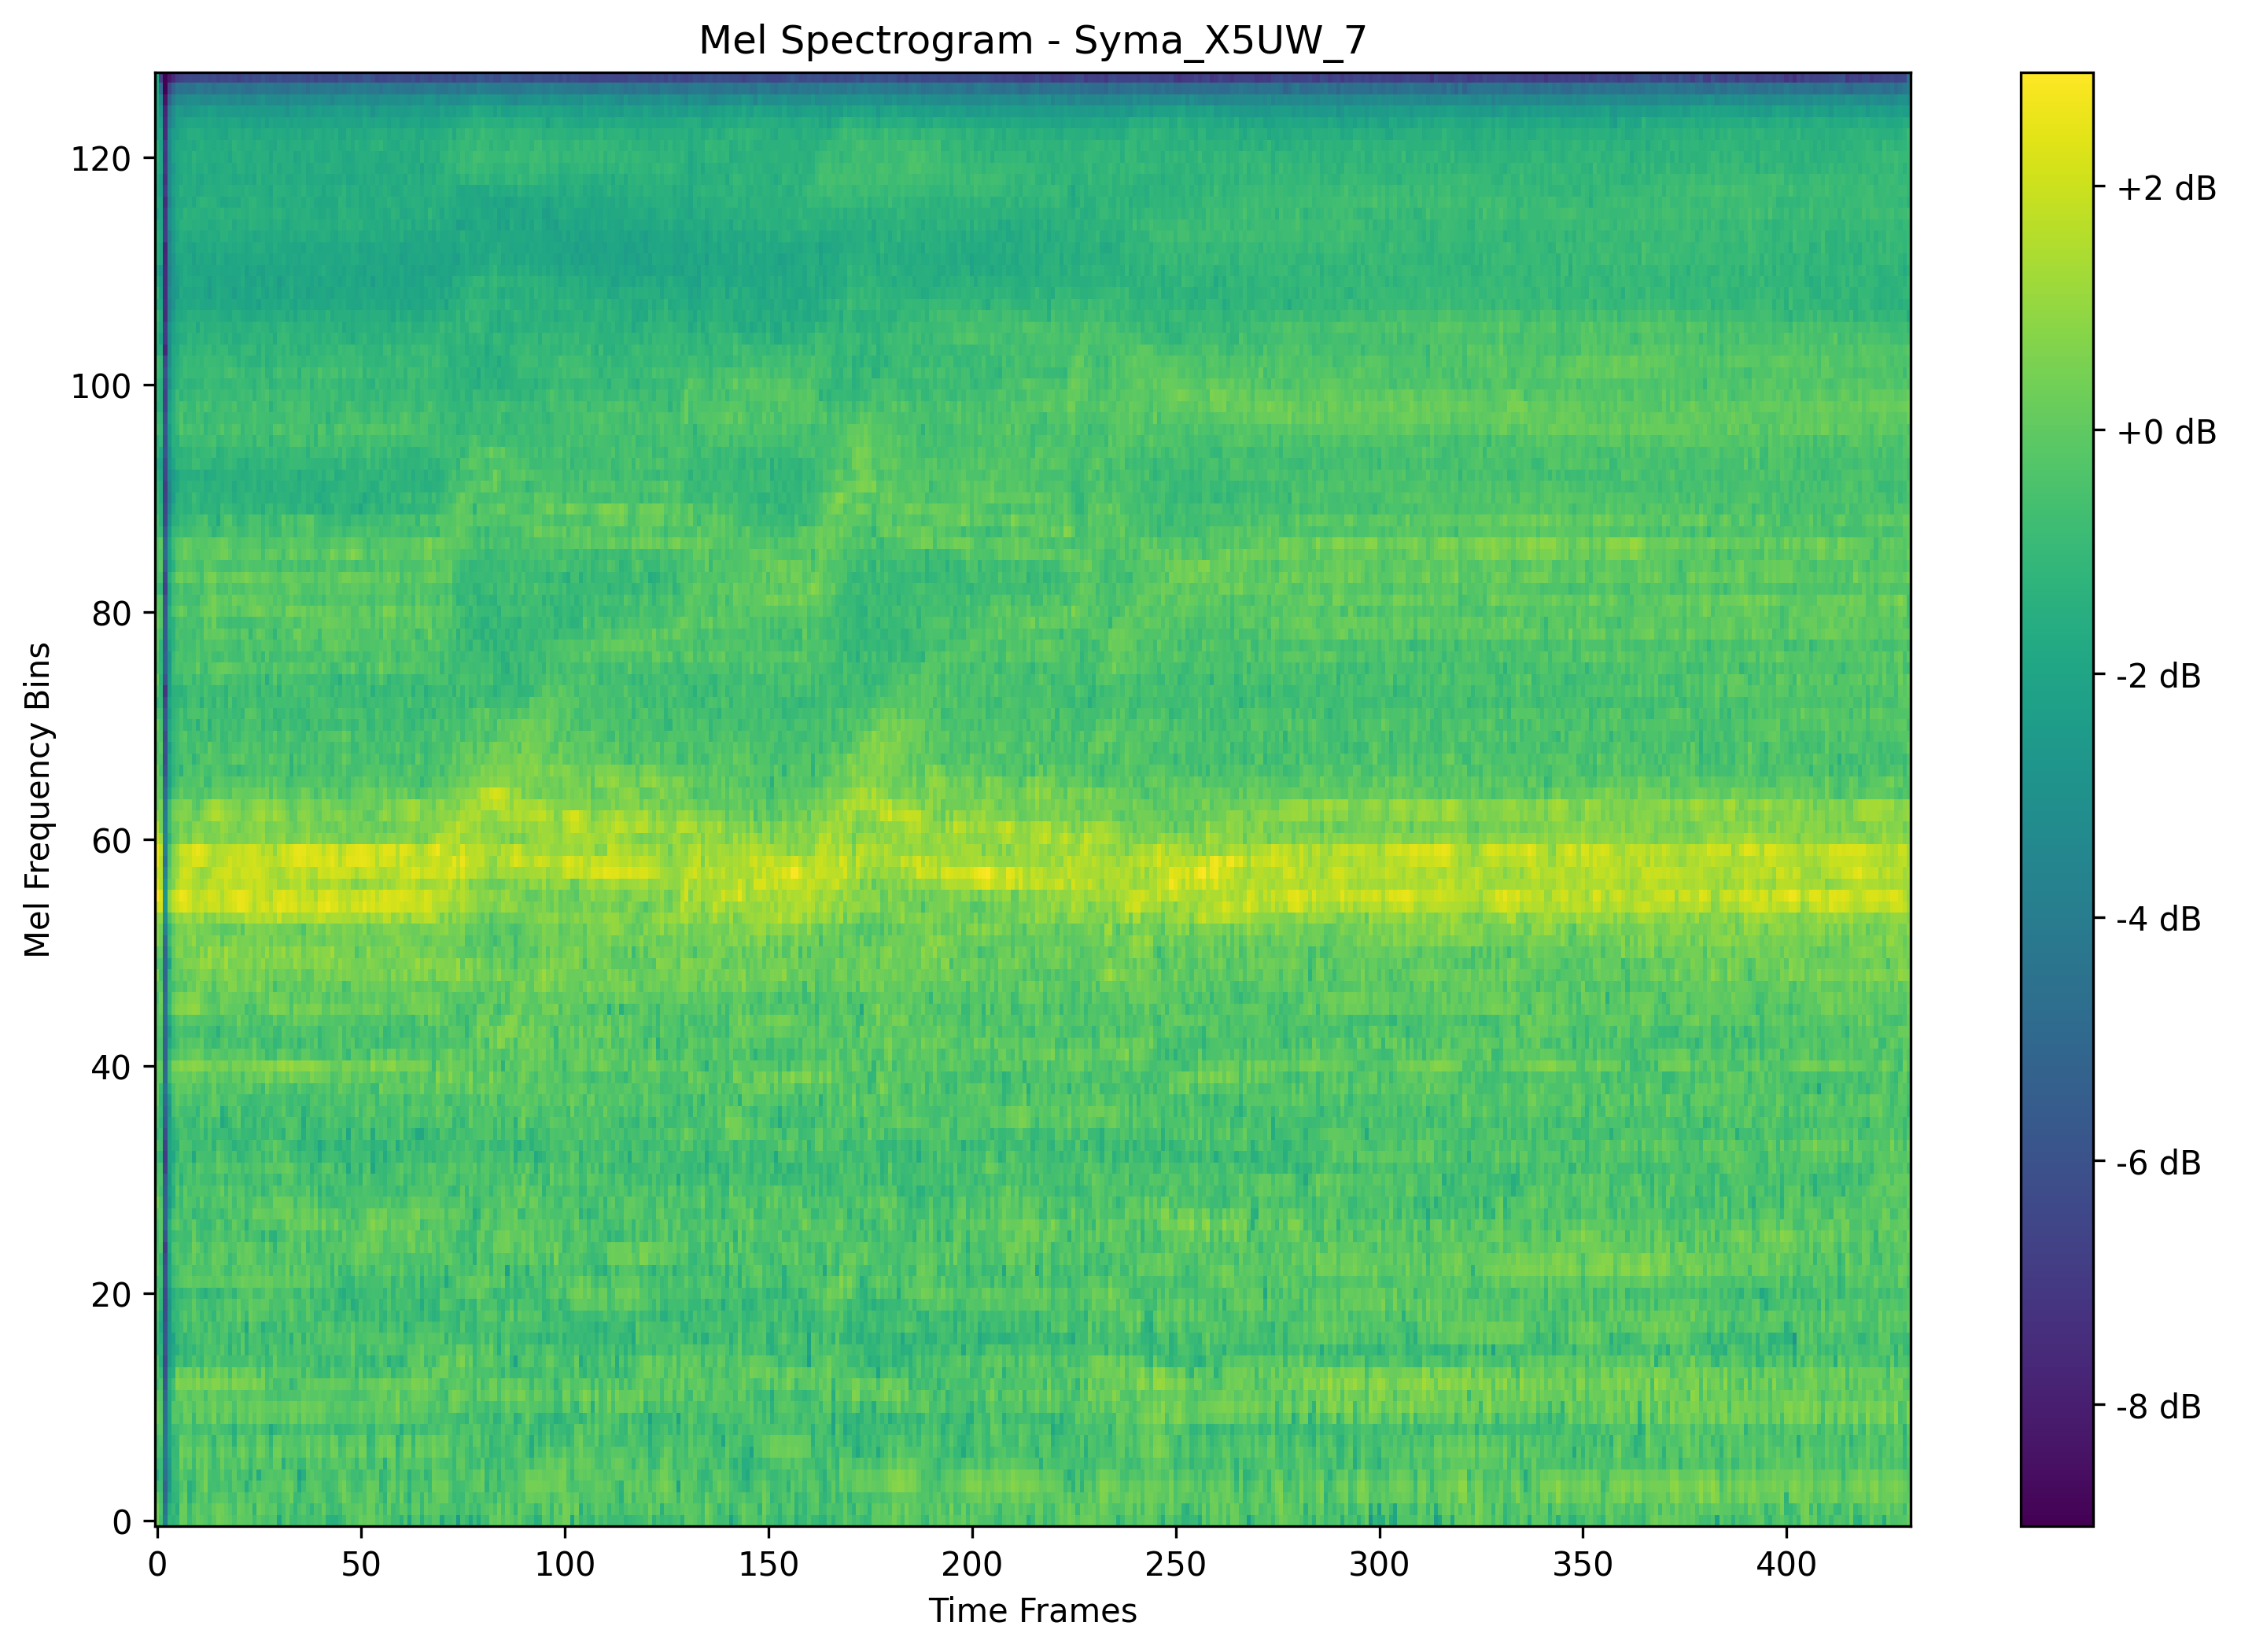 Mel Spectrogram - Syma_X5UW_7
Mel Frequency Bins
120
100
80
60
40
20
0
0 50 100 150 200 250 300 350 400
Time Frames
+2 dB
+0 dB
-2 dB
-4 dB
-6 dB
-8 dB